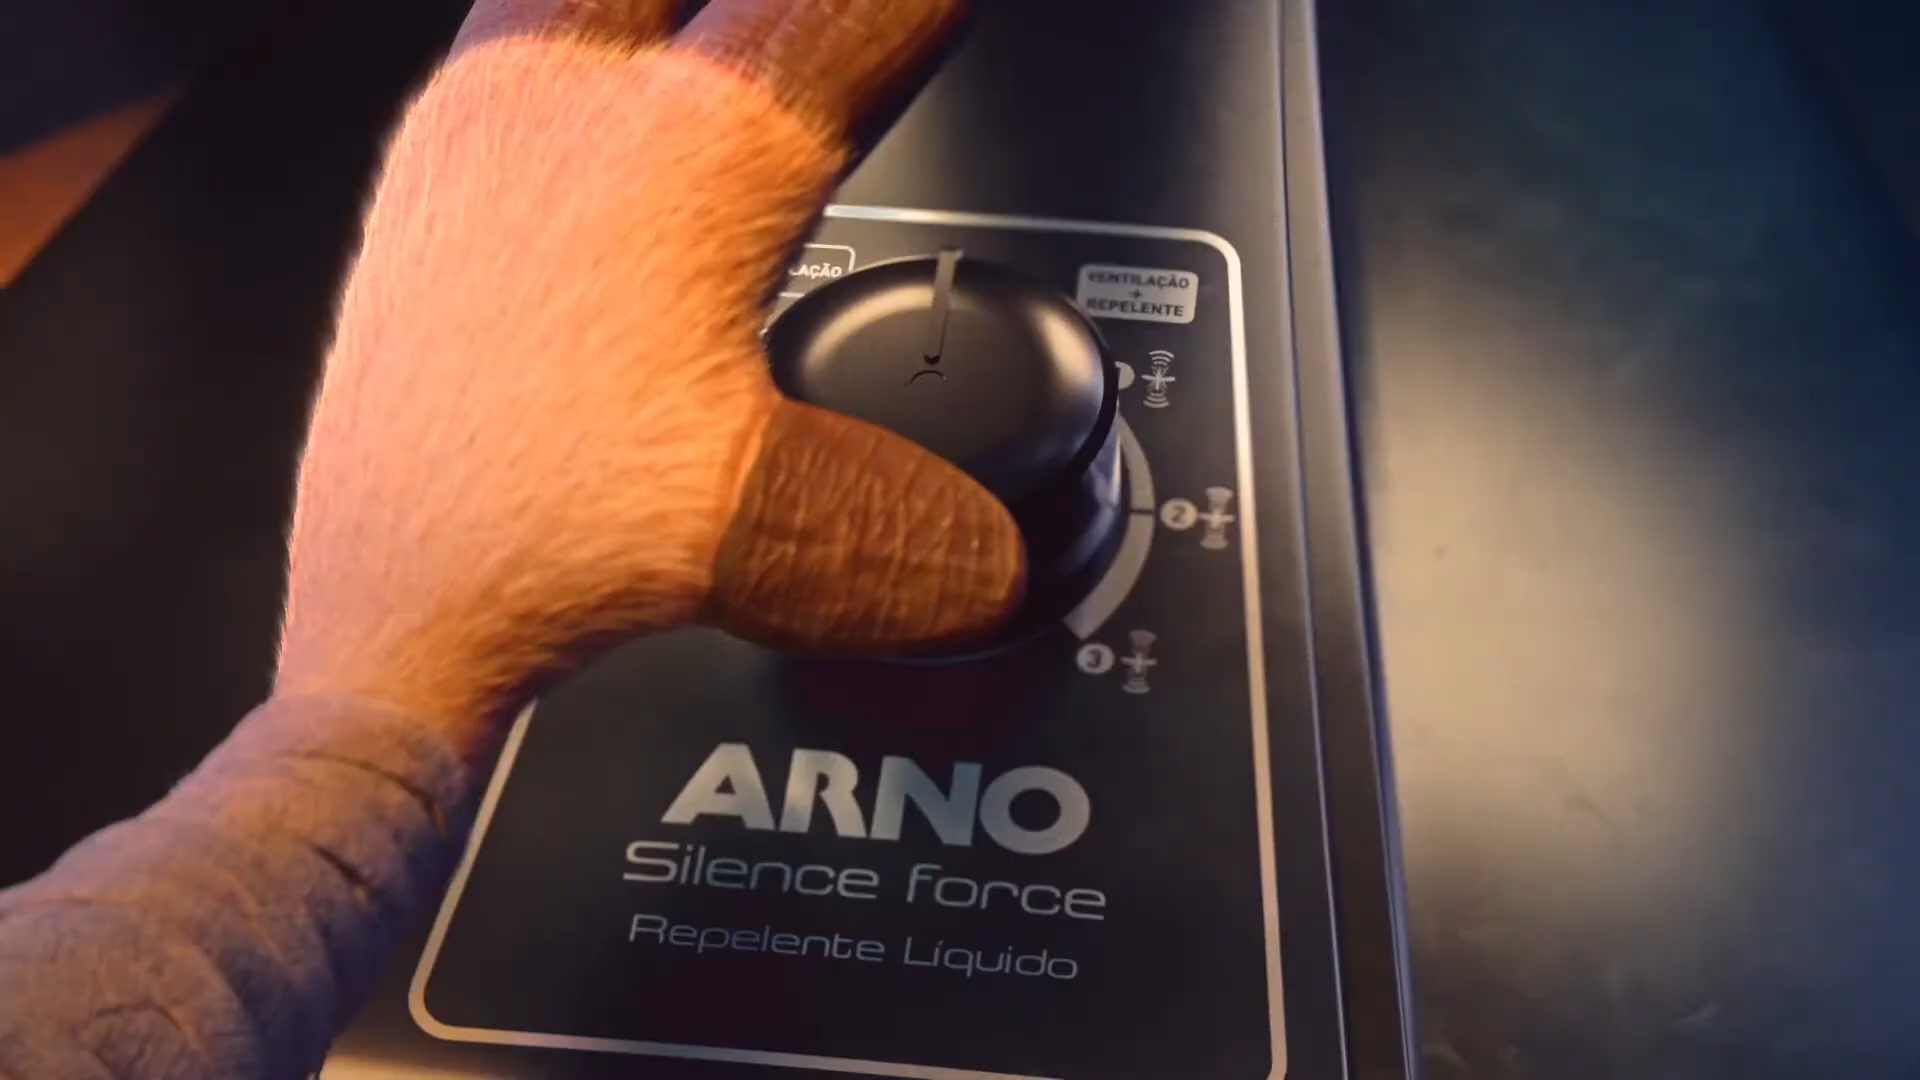 LAÇÃO
VENTILAÇÃO
+
REPELENTE
2
3
ARNO
Silence force
Repelente Líquido